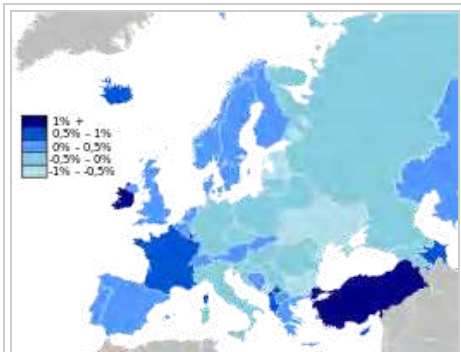 1% +
0,5% – 1%
0% – 0,5%
-0,5% – 0%
-1% – -0,5%